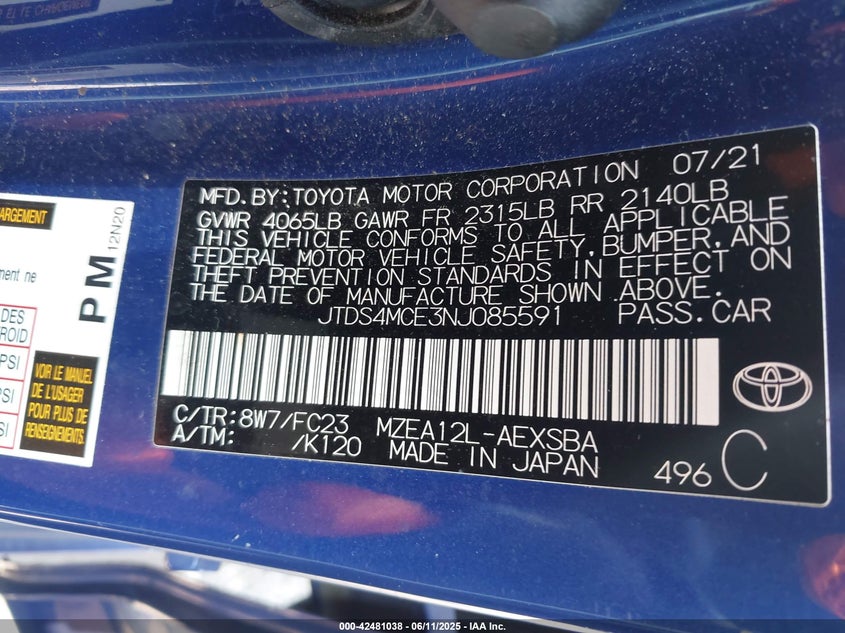 MFD. BY: TOYOTA MOTOR CORPORATION 07/21
GVWR 4065LB GAWR FR 2315LB RR 2140LB
THIS VEHICLE CONFORMS TO ALL APPLICABLE
FEDERAL MOTOR VEHICLE SAFETY, BUMPER, AND
THEFT PREVENTION STANDARDS IN EFFECT ON
THE DATE OF MANUFACTURE SHOWN ABOVE.
JTDS4MCE3NJ085591 PASS. CAR
C/TR: 8W7/FC23 MZEA12L-AEXSBA
A/TM: /K120 MADE IN JAPAN
496 C
ARGEMENT
PM 12N20
ment ne
DES
ROID
PSI
PSI
PSI
VOIR LE MANUEL
DE L'USAGER
POUR PLUS DE
RENSEIGNEMENTS.
000-42481038 - 06/11/2025 - IAA Inc.